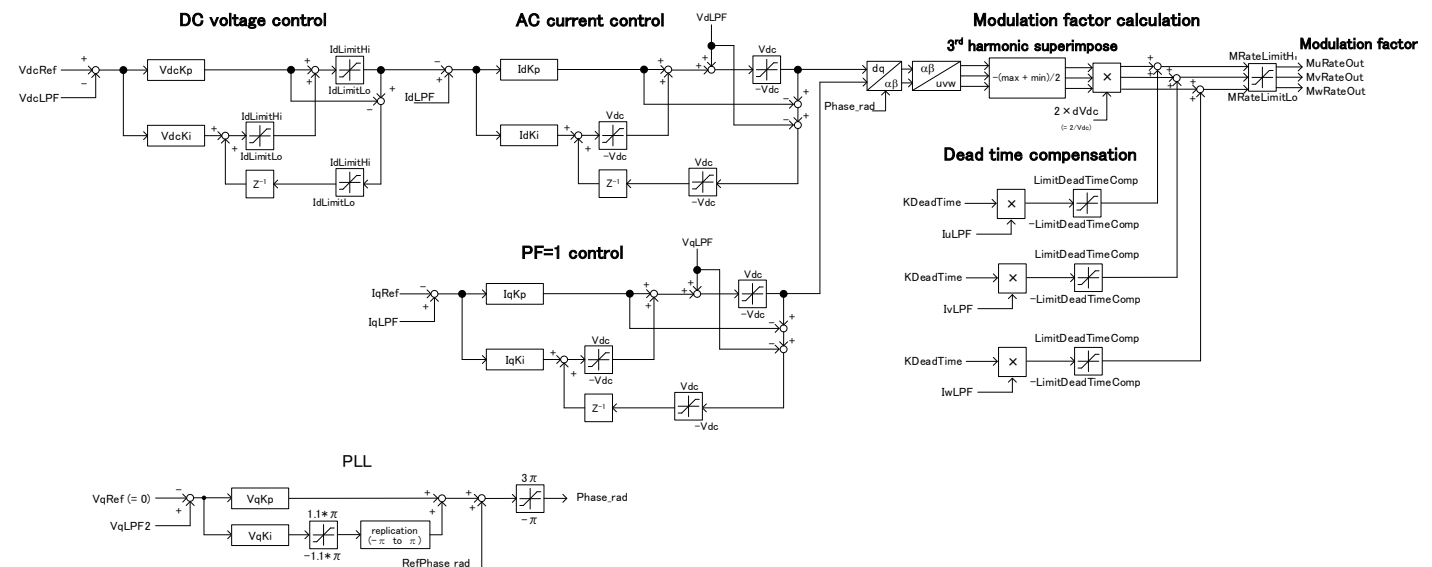 DC voltage control
VdcRef
VdcLPF
+
−
VdcKp
VdcKi
IdLimitHi
IdLimitLo
+
+
+
−
IdLimitHi
IdLimitLo
+
+
IdLimitHi
IdLimitLo
Z⁻¹
AC current control
IdLPF
−
+
IdKp
IdKi
VdLPF
+
+
+
+
Vdc
−Vdc
+
−
+
−
+
+
Vdc
−Vdc
Z⁻¹
Vdc
−Vdc
PF=1 control
IqRef
IqLPF
−
+
IqKp
IqKi
VqLPF
+
+
+
+
Vdc
−Vdc
+
−
+
−
+
+
Vdc
−Vdc
Z⁻¹
Vdc
−Vdc
Modulation factor calculation
3rd harmonic superimpose
Modulation factor
dq
αβ
Phase_rad
αβ
uvw
−(max + min)/2
×
2×dVdc
(= 2/Vdc)
+
+
+
+
+
+
MRateLimitHi
MRateLimitLo
MuRateOut
MvRateOut
MwRateOut
Dead time compensation
KDeadTime
×
IuLPF
LimitDeadTimeComp
−LimitDeadTimeComp
KDeadTime
×
IvLPF
LimitDeadTimeComp
−LimitDeadTimeComp
KDeadTime
×
IwLPF
LimitDeadTimeComp
−LimitDeadTimeComp
PLL
VqRef (= 0)
VqLPF2
−
+
VqKp
VqKi
1.1*π
−1.1*π
replication
(−π to π)
+
+
+
+
RefPhase_rad
3π
−π
Phase_rad